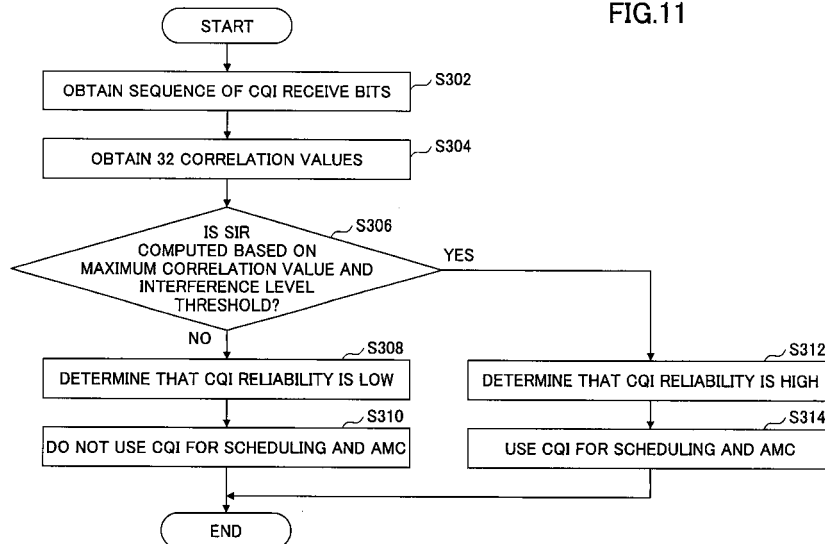 FIG.11
START
OBTAIN SEQUENCE OF CQI RECEIVE BITS
S302
OBTAIN 32 CORRELATION VALUES
S304
IS SIR
COMPUTED BASED ON
MAXIMUM CORRELATION VALUE AND
INTERFERENCE LEVEL
THRESHOLD?
S306
YES
NO
S308
DETERMINE THAT CQI RELIABILITY IS LOW
S310
DO NOT USE CQI FOR SCHEDULING AND AMC
S312
DETERMINE THAT CQI RELIABILITY IS HIGH
S314
USE CQI FOR SCHEDULING AND AMC
END